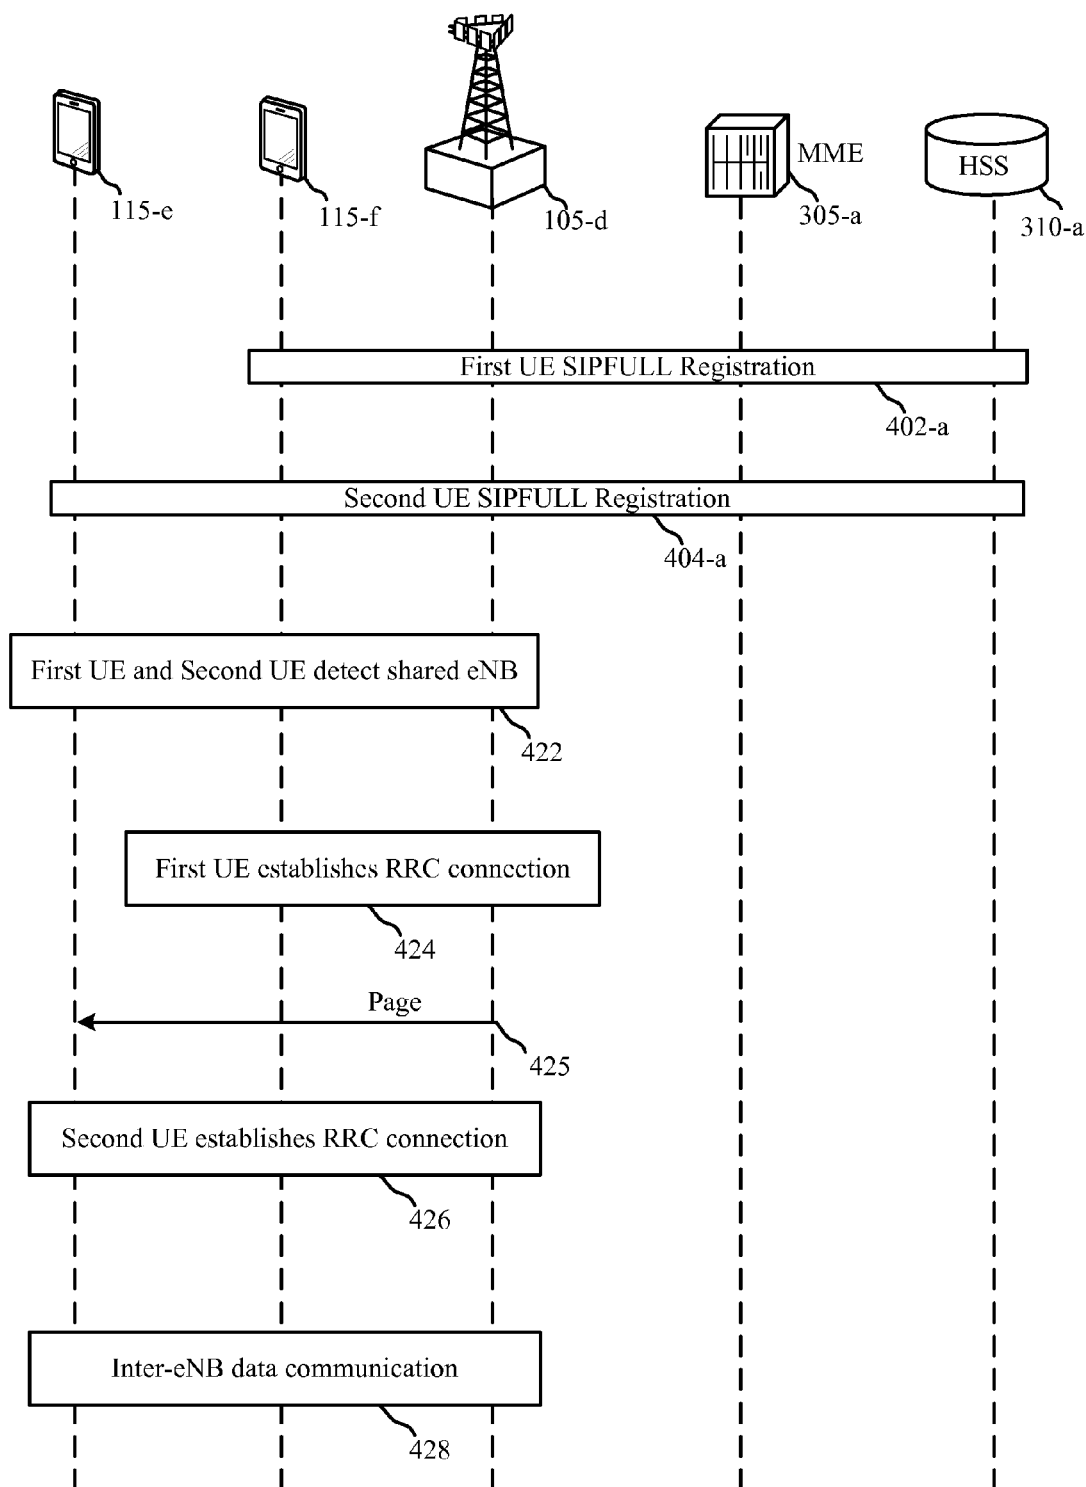 MME
HSS
115-e
115-f
105-d
305-a
310-a
First UE SIPFULL Registration
402-a
Second UE SIPFULL Registration
404-a
First UE and Second UE detect shared eNB
422
First UE establishes RRC connection
424
Page
425
Second UE establishes RRC connection
426
Inter-eNB data communication
428